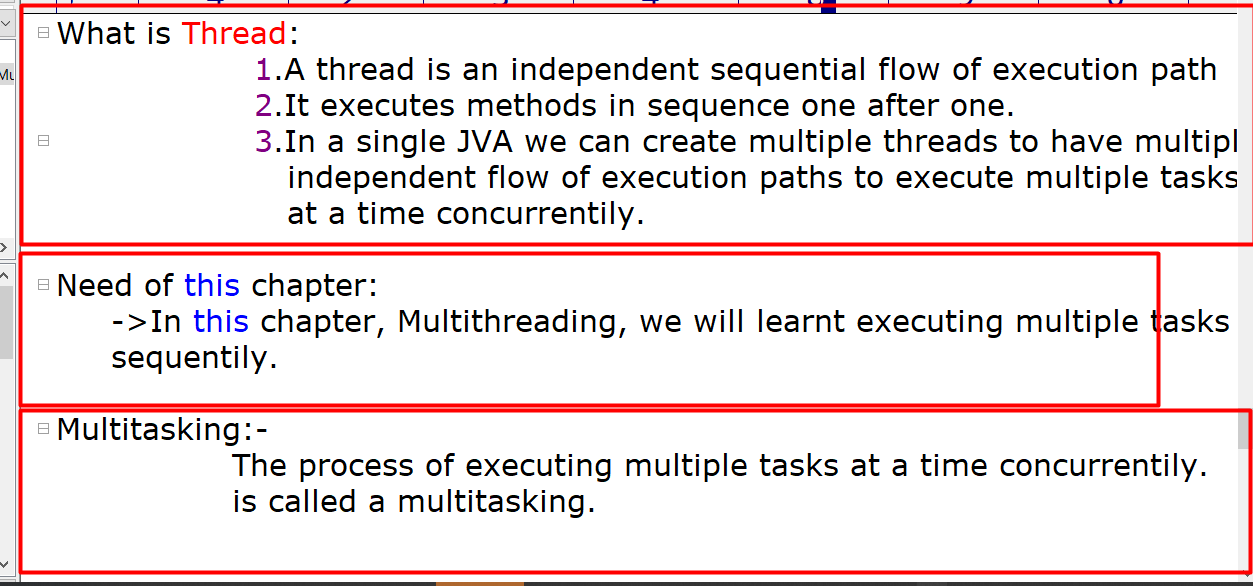 What is Thread:
1.A thread is an independent sequential flow of execution path
2.It executes methods in sequence one after one.
3.In a single JVA we can create multiple threads to have multipl
independent flow of execution paths to execute multiple tasks
at a time concurrentily.
Need of this chapter:
->In this chapter, Multithreading, we will learnt executing multiple tasks
sequentily.
Multitasking:-
The process of executing multiple tasks at a time concurrentily.
is called a multitasking.